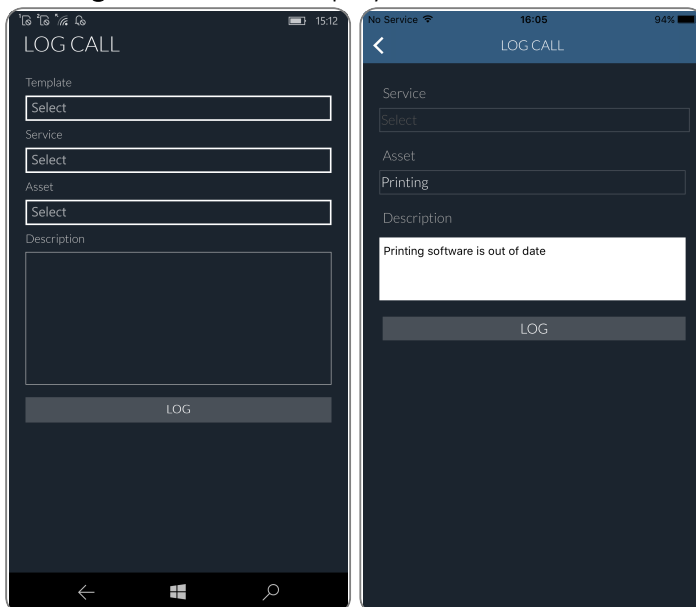 15:12
LOG CALL
Template
Select
Service
Select
Asset
Select
Description
LOG
No Service 16:05 94%
LOG CALL
Service
Select
Asset
Printing
Description
Printing software is out of date
LOG